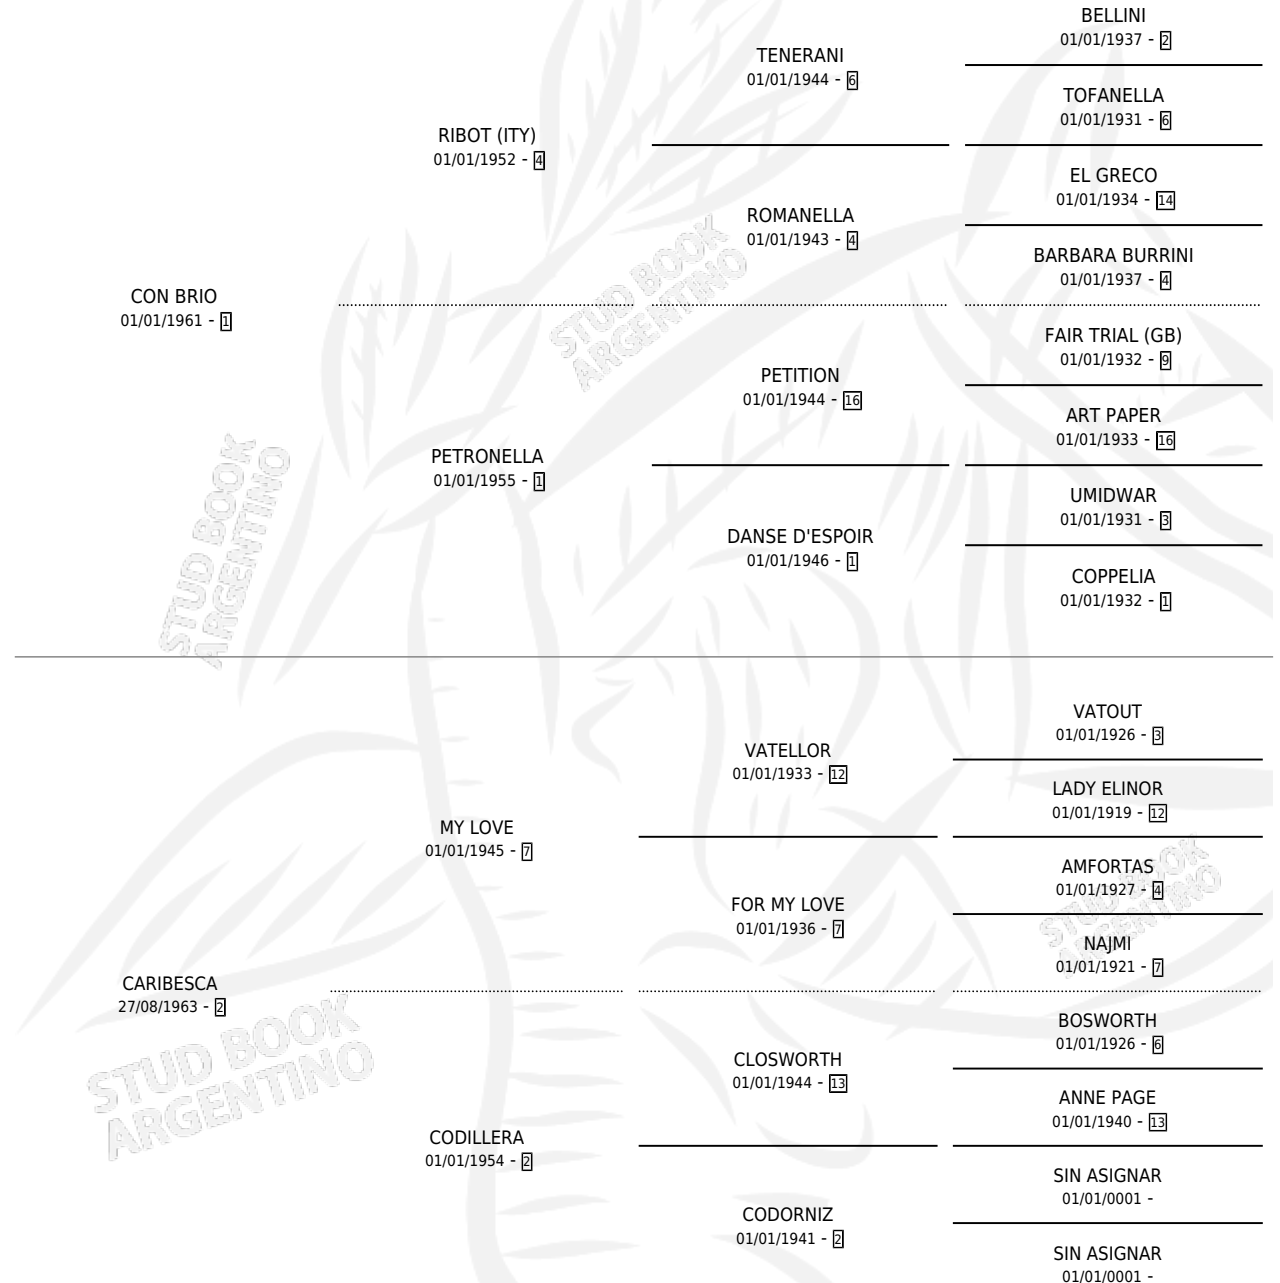 BELLINI
01/01/1937 - 2
TENERANI
01/01/1944 - 6
TOFANELLA
01/01/1931 - 6
RIBOT (ITY)
01/01/1952 - 4
EL GRECO
01/01/1934 - 14
ROMANELLA
01/01/1943 - 4
BARBARA BURRINI
01/01/1937 - 4
CON BRIO
01/01/1961 - 1
FAIR TRIAL (GB)
01/01/1932 - 9
PETITION
01/01/1944 - 16
ART PAPER
01/01/1933 - 16
PETRONELLA
01/01/1955 - 1
UMIDWAR
01/01/1931 - 3
DANSE D'ESPOIR
01/01/1946 - 1
COPPELIA
01/01/1932 - 1
VATOUT
01/01/1926 - 3
VATELLOR
01/01/1933 - 12
LADY ELINOR
01/01/1919 - 12
MY LOVE
01/01/1945 - 7
AMFORTAS
01/01/1927 - 4
FOR MY LOVE
01/01/1936 - 7
NAJMI
01/01/1921 - 7
CARIBESCA
27/08/1963 - 2
BOSWORTH
01/01/1926 - 6
CLOSWORTH
01/01/1944 - 13
ANNE PAGE
01/01/1940 - 13
CODILLERA
01/01/1954 - 2
SIN ASIGNAR
01/01/0001 -
CODORNIZ
01/01/1941 - 2
SIN ASIGNAR
01/01/0001 -
STUD BOOK
ARGENTINO
STUD BOOK
ARGENTINO
STUD BOOK
ARGENTINO
STUD BOOK
ARGENTINO